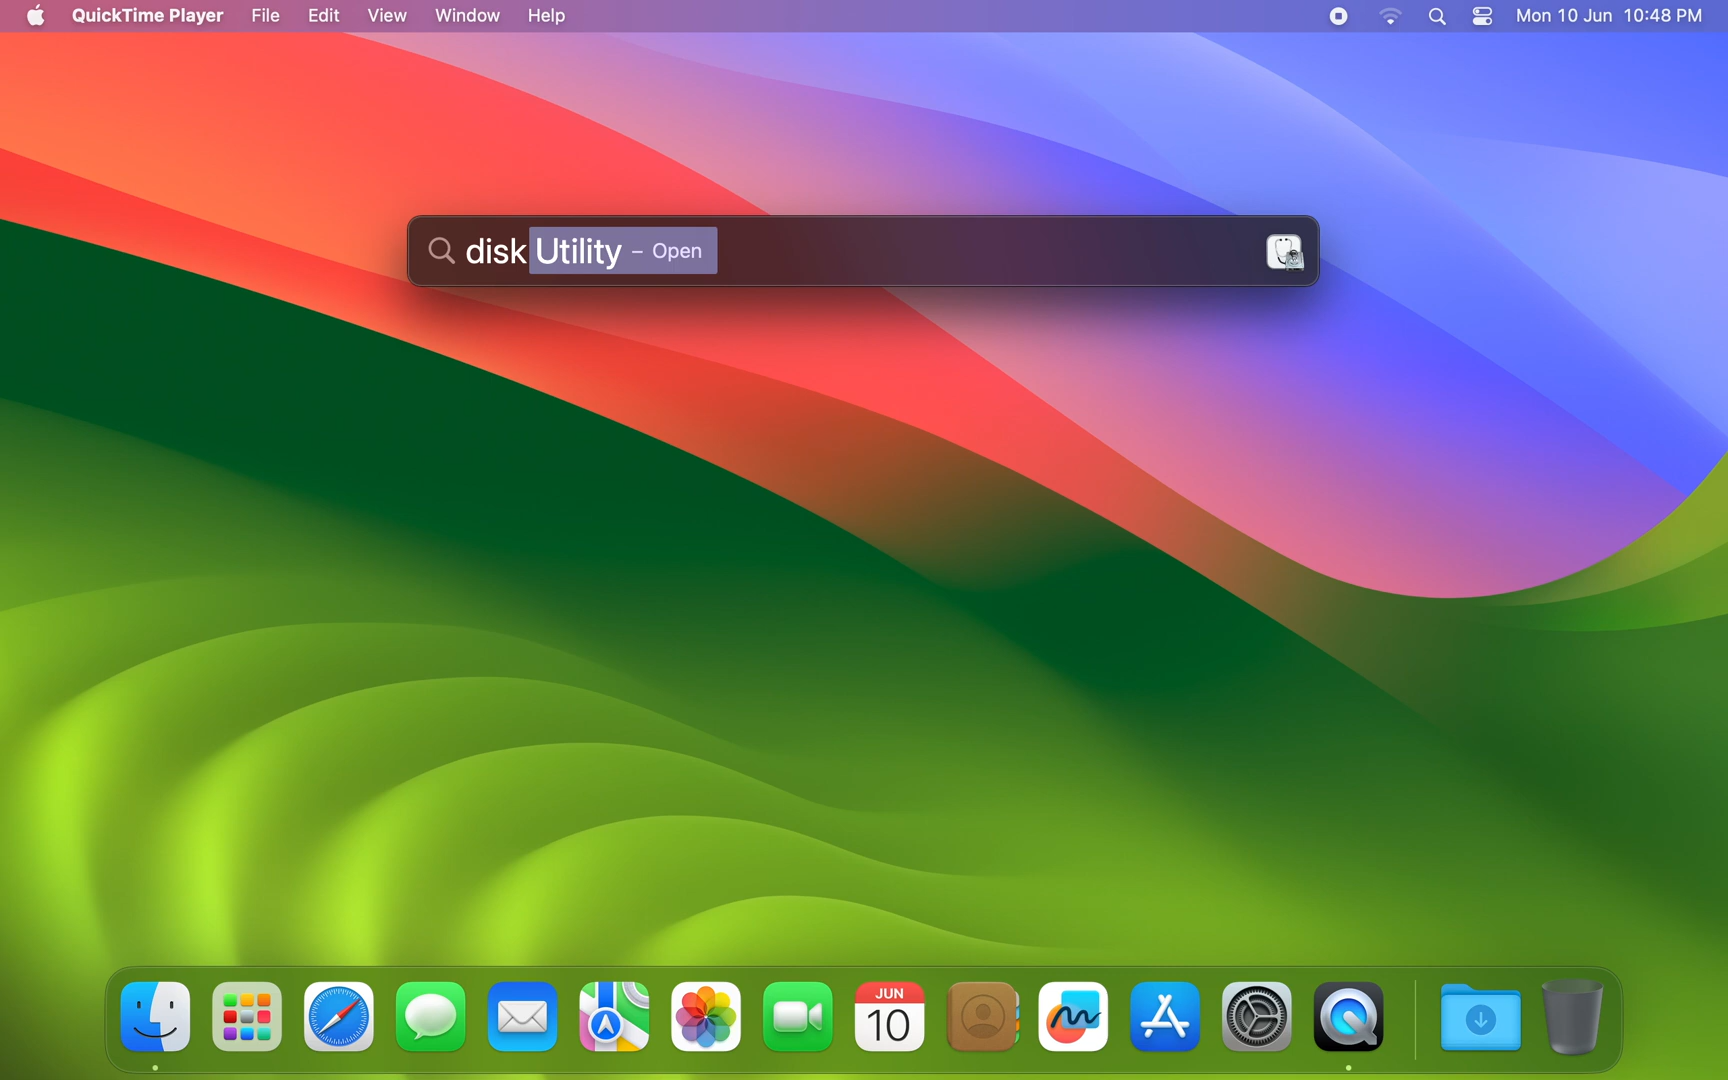 QuickTime Player File Edit View Window Help Mon 10 Jun 10:48 PM
disk Utility – Open
JUN
10